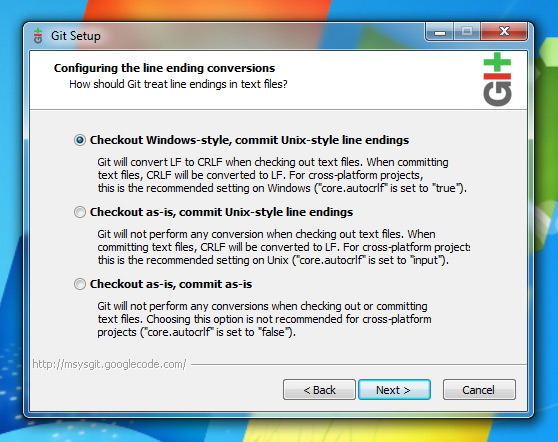 Git Setup
Configuring the line ending conversions
How should Git treat line endings in text files?
Git
Checkout Windows-style, commit Unix-style line endings
Git will convert LF to CRLF when checking out text files. When committing
text files, CRLF will be converted to LF. For cross-platform projects,
this is the recommended setting on Windows ("core.autocrlf" is set to "true").
Checkout as-is, commit Unix-style line endings
Git will not perform any conversion when checking out text files. When
committing text files, CRLF will be converted to LF. For cross-platform projects
this is the recommended setting on Unix ("core.autocrlf" is set to "input").
Checkout as-is, commit as-is
Git will not perform any conversions when checking out or committing
text files. Choosing this option is not recommended for cross-platform
projects ("core.autocrlf" is set to "false").
http://msysgit.googlecode.com/
< Back
Next >
Cancel